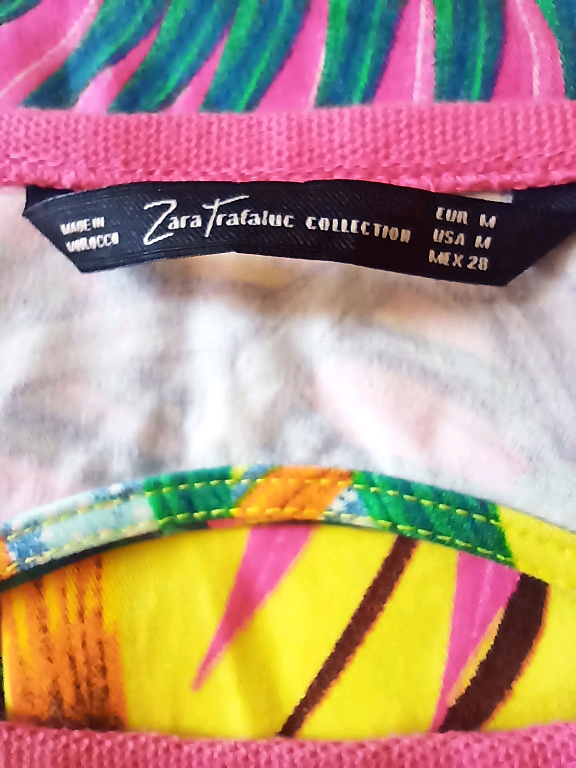 MADE IN
MOROCCO
Zara Trafaluc COLLECTION
EUR M
USA M
MEX 28